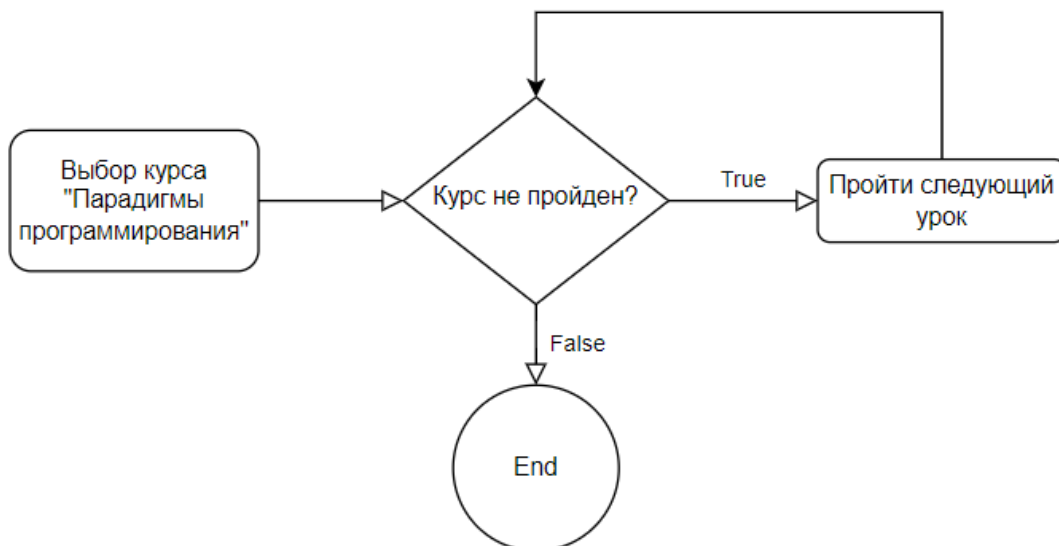 Выбор курса
"Парадигмы
программирования"
Курс не пройден?
True
Пройти следующий
урок
False
End